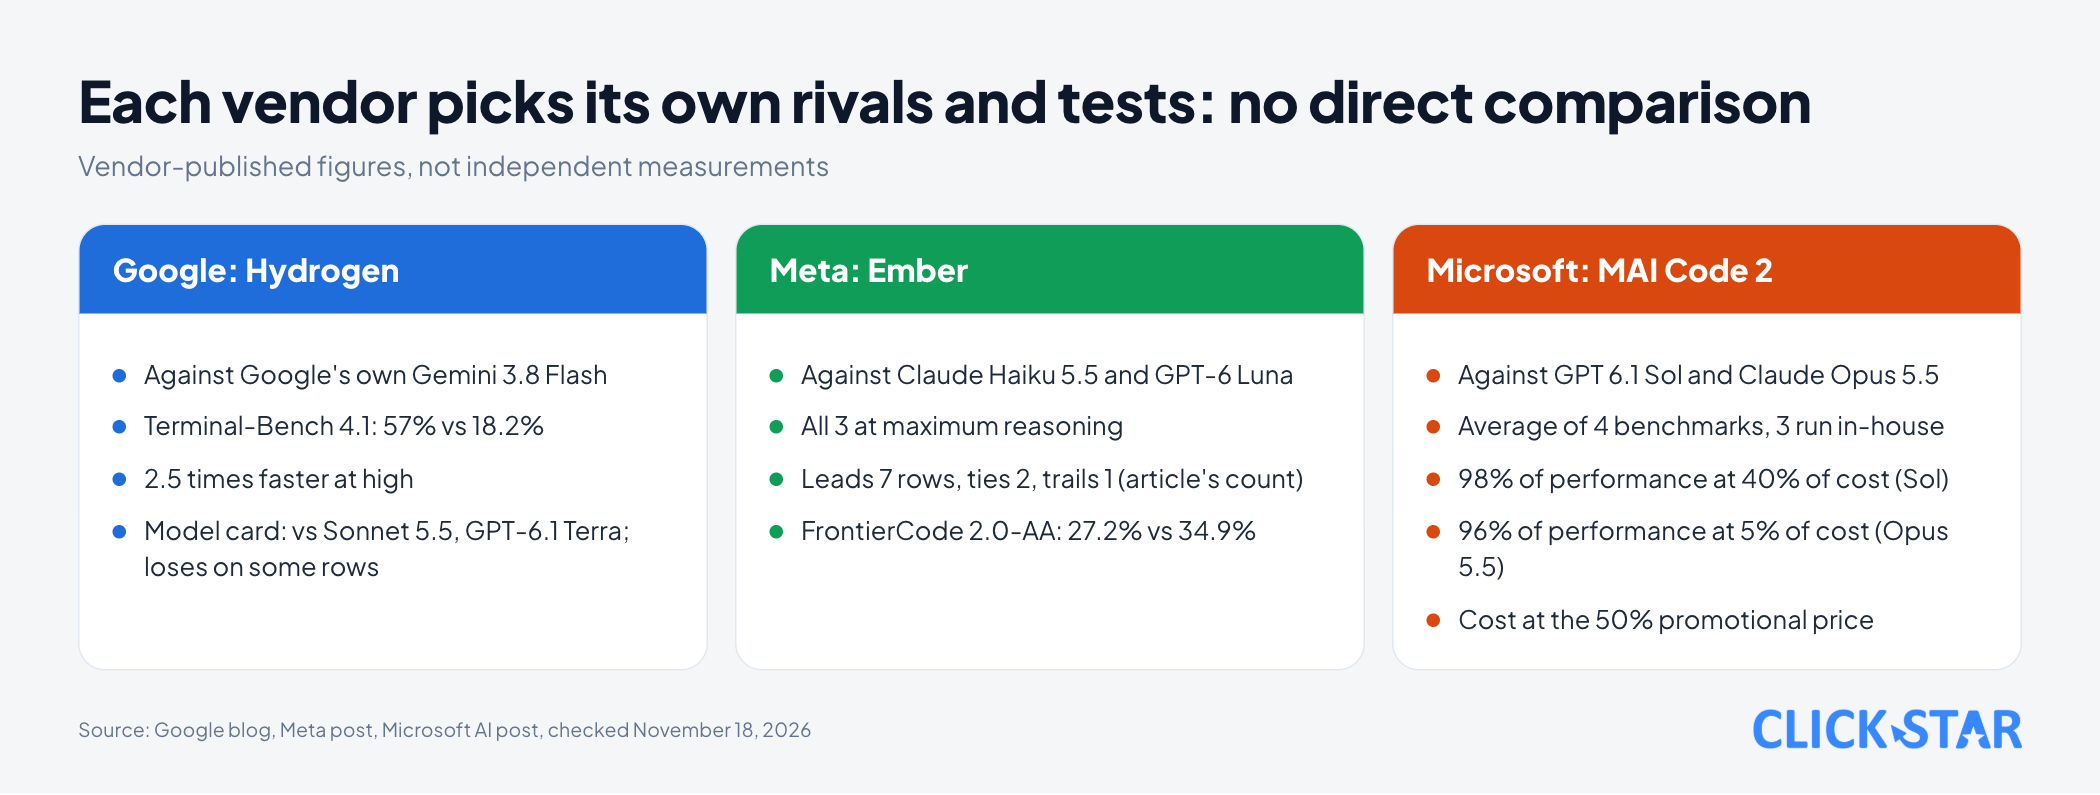 Each vendor picks its own rivals and tests: no direct comparison
Vendor-published figures, not independent measurements
Google: Hydrogen
Against Google's own Gemini 3.8 Flash
Terminal-Bench 4.1: 57% vs 18.2%
2.5 times faster at high
Model card: vs Sonnet 5.5, GPT-6.1 Terra;
loses on some rows
Meta: Ember
Against Claude Haiku 5.5 and GPT-6 Luna
All 3 at maximum reasoning
Leads 7 rows, ties 2, trails 1 (article's count)
FrontierCode 2.0-AA: 27.2% vs 34.9%
Microsoft: MAI Code 2
Against GPT 6.1 Sol and Claude Opus 5.5
Average of 4 benchmarks, 3 run in-house
98% of performance at 40% of cost (Sol)
96% of performance at 5% of cost (Opus
5.5)
Cost at the 50% promotional price
Source: Google blog, Meta post, Microsoft AI post, checked November 18, 2026
CLICK STAR